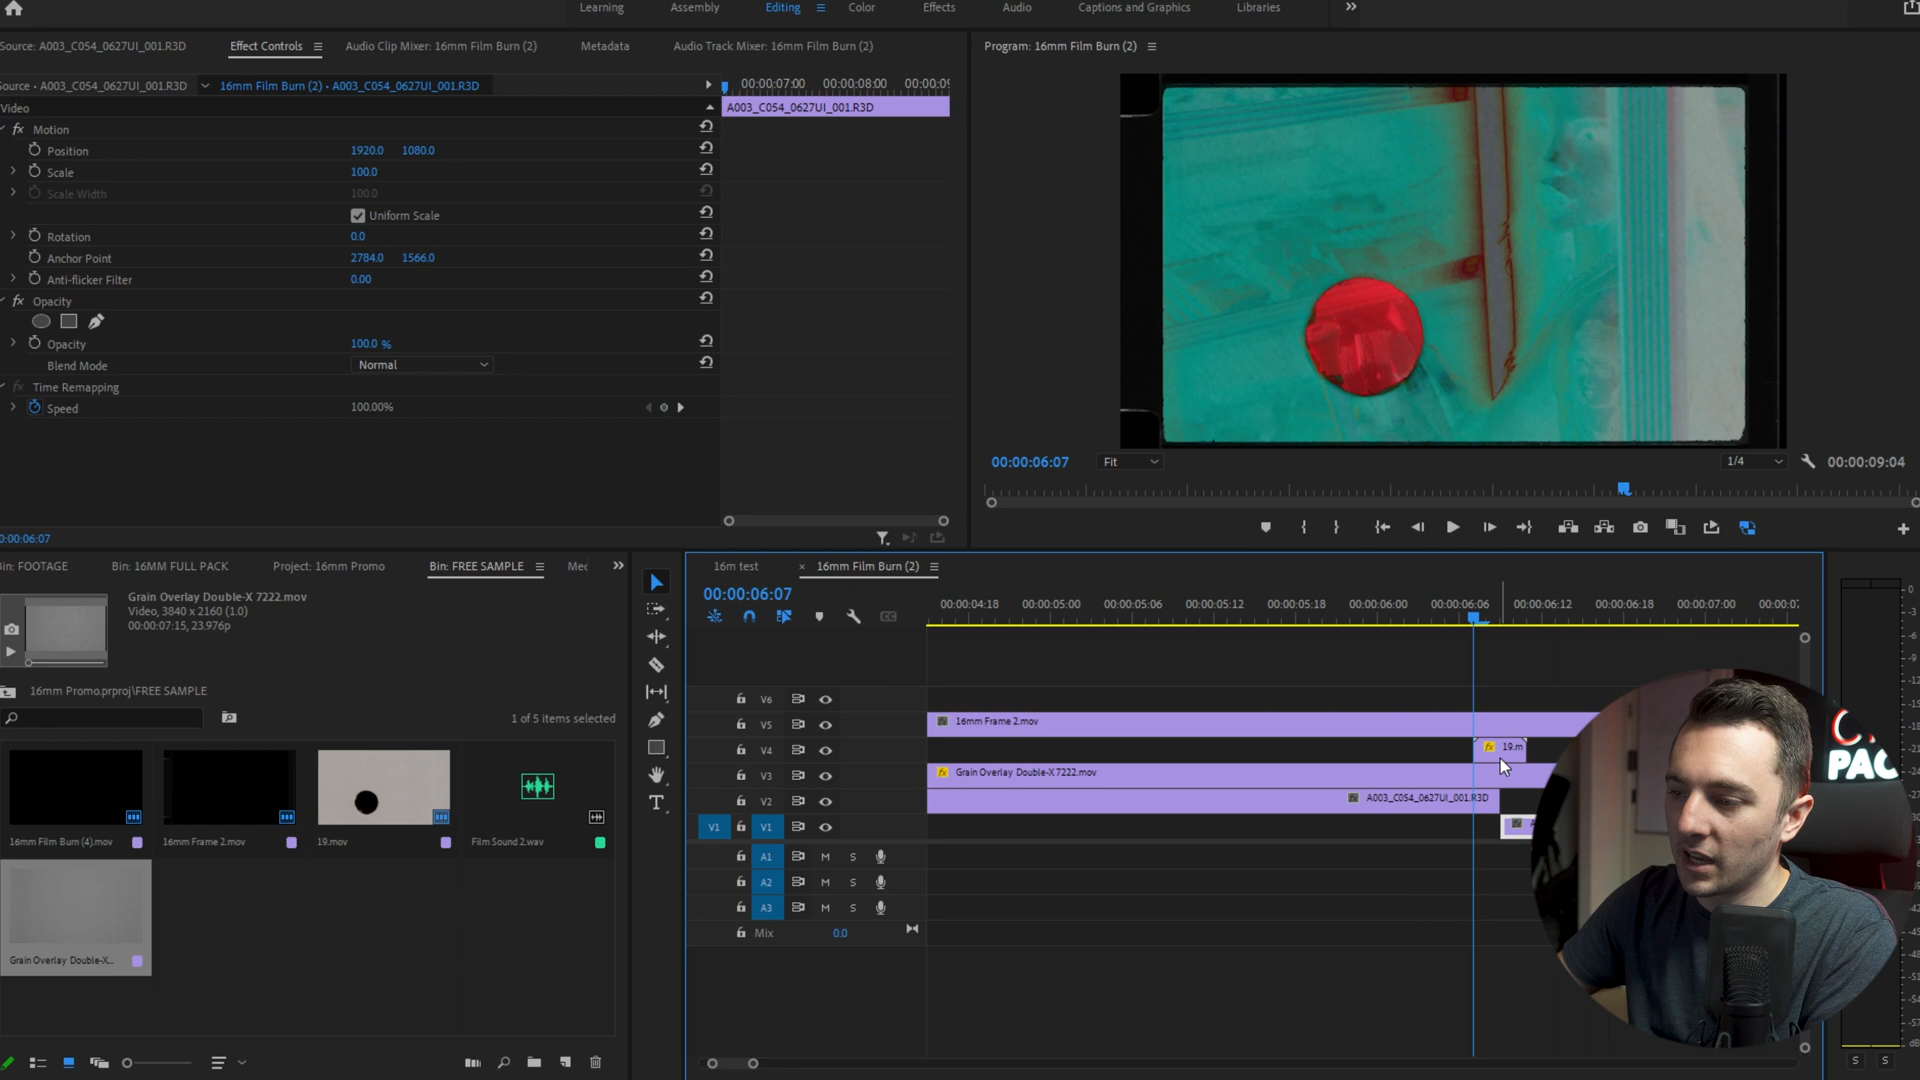 Learning Assembly Editing Color Effects Audio Captions and Graphics Libraries
Source: A003_C054_0627UI_001.R3D Effect Controls Audio Clip Mixer: 16mm Film Burn (2) Metadata Audio Track Mixer: 16mm Film Burn (2)
Program: 16mm Film Burn (2)
Source • A003_C054_0627UI_001.R3D 16mm Film Burn (2) • A003_C054_0627UI_001.R3D
00:00:07:00 00:00:08:00 00:00:09
Video
A003_C054_0627UI_001.R3D
fx Motion
Position 1920.0 1080.0
Scale 100.0
Scale Width 100.0
Uniform Scale
Rotation 0.0
Anchor Point 2784.0 1566.0
Anti-flicker Filter 0.00
fx Opacity
Opacity 100.0 %
Blend Mode Normal
fx Time Remapping
Speed 100.00%
00:00:06:07 Fit 1/4 00:00:09:04
0:00:06:07
in: FOOTAGE Bin: 16MM FULL PACK Project: 16mm Promo Bin: FREE SAMPLE Mec
Grain Overlay Double-X 7222.mov
Video, 3840 x 2160 (1.0)
00:00:07:15, 23.976p
16mm Promo.prproj\FREE SAMPLE
1 of 5 items selected
16mm Film Burn (4).mov 16mm Frame 2.mov 19.mov Film Sound 2.wav
Grain Overlay Double-X...
16m test × 16mm Film Burn (2)
00:00:06:07
00:00:04:18 00:00:05:00 00:00:05:06 00:00:05:12 00:00:05:18 00:00:06:00 00:00:06:06 00:00:06:12 00:00:06:18 00:00:07:00 00:00:07:
V6
V5 16mm Frame 2.mov
V4 fx 19.m
V3 fx Grain Overlay Double-X 7222.mov
V2 A003_C054_0627UI_001.R3D
V1 V1 A
A1 M S
A2 M S
A3 M S
Mix 0.0
PAC
0
-3
-6
-9
S S